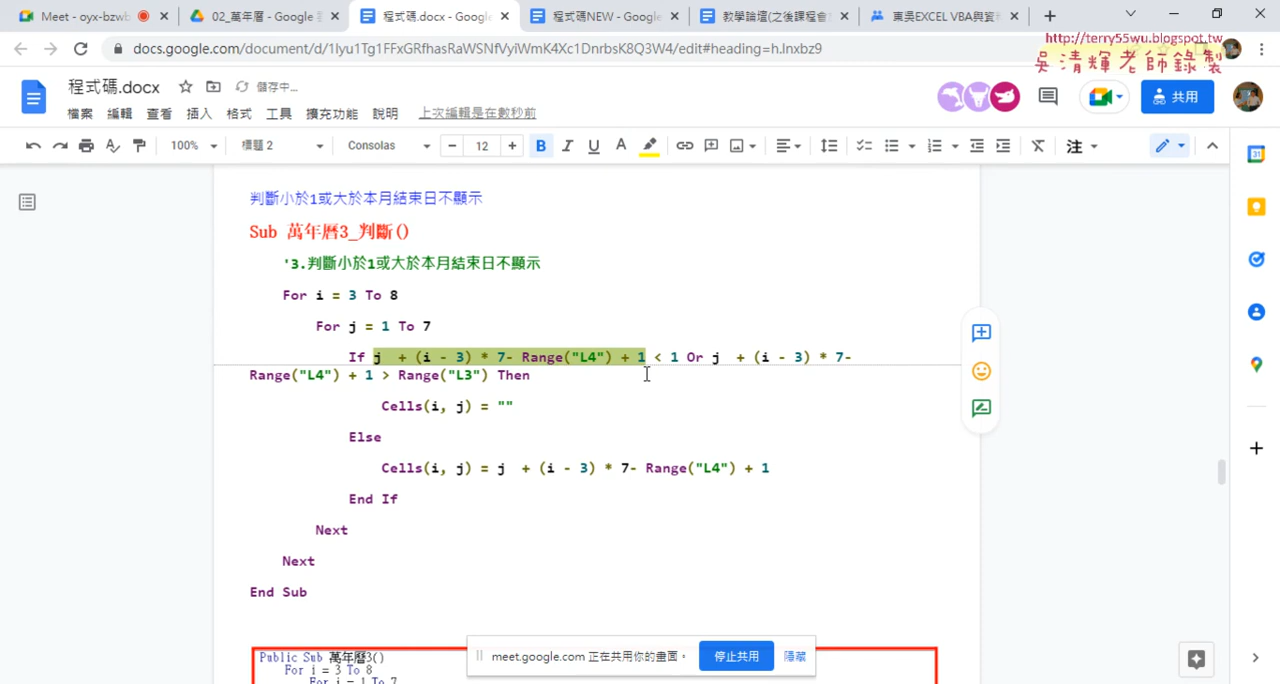 Meet - oyx-bzwb
02_萬年曆 - Google
程式碼.docx - Google
程式碼NEW - Google
教學論壇(之後課程會
東吳EXCEL VBA與資
docs.google.com/document/d/1Iyu1Tg1FFxGRfhasRaWSNfVyiWmK4Xc1DnrbsK8Q3W4/edit#heading=h.lnxbz9
http://terry55wu.blogspot.tw
吳清輝老師錄製
程式碼.docx
儲存中...
檔案 編輯 查看 插入 格式 工具 擴充功能 說明 上次編輯是在數秒前
共用
100% 標題 2 Consolas 12 B I U A 注
判斷小於1或大於本月結束日不顯示
Sub 萬年曆3_判斷()
'3.判斷小於1或大於本月結束日不顯示
For i = 3 To 8
For j = 1 To 7
If j + (i - 3) * 7- Range("L4") + 1 < 1 Or j + (i - 3) * 7-
Range("L4") + 1 > Range("L3") Then
Cells(i, j) = ""
Else
Cells(i, j) = j + (i - 3) * 7- Range("L4") + 1
End If
Next
Next
End Sub
Public Sub 萬年曆3()
For i = 3 To 8
For j = 1 To 7
meet.google.com 正在共用你的畫面。
停止共用
隱藏